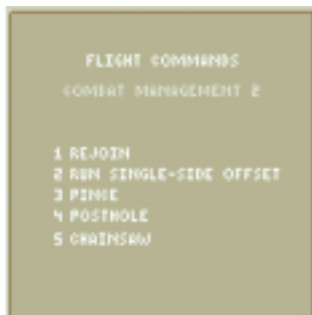 FLIGHT COMMANDS
COMBAT MANAGEMENT 2
1 REJOIN
2 RUN SINGLE-SIDE OFFSET
3 PINCE
4 POSTHOLE
5 CHAINSAW